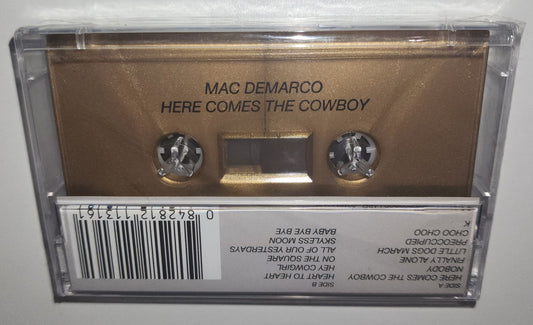 MAC DEMARCO
HERE COMES THE COWBOY
SIDE A
HERE COMES THE COWBOY
NOBODY
FINALLY ALONE
LITTLE DOGS MARCH
PREOCCUPIED
CHOO CHOO
K
SIDE B
HEART TO HEART
HEY COWGIRL
ON THE SQUARE
ALL OF OUR YESTERDAYS
SKYLESS MOON
BABY BYE BYE
0 842812 113161